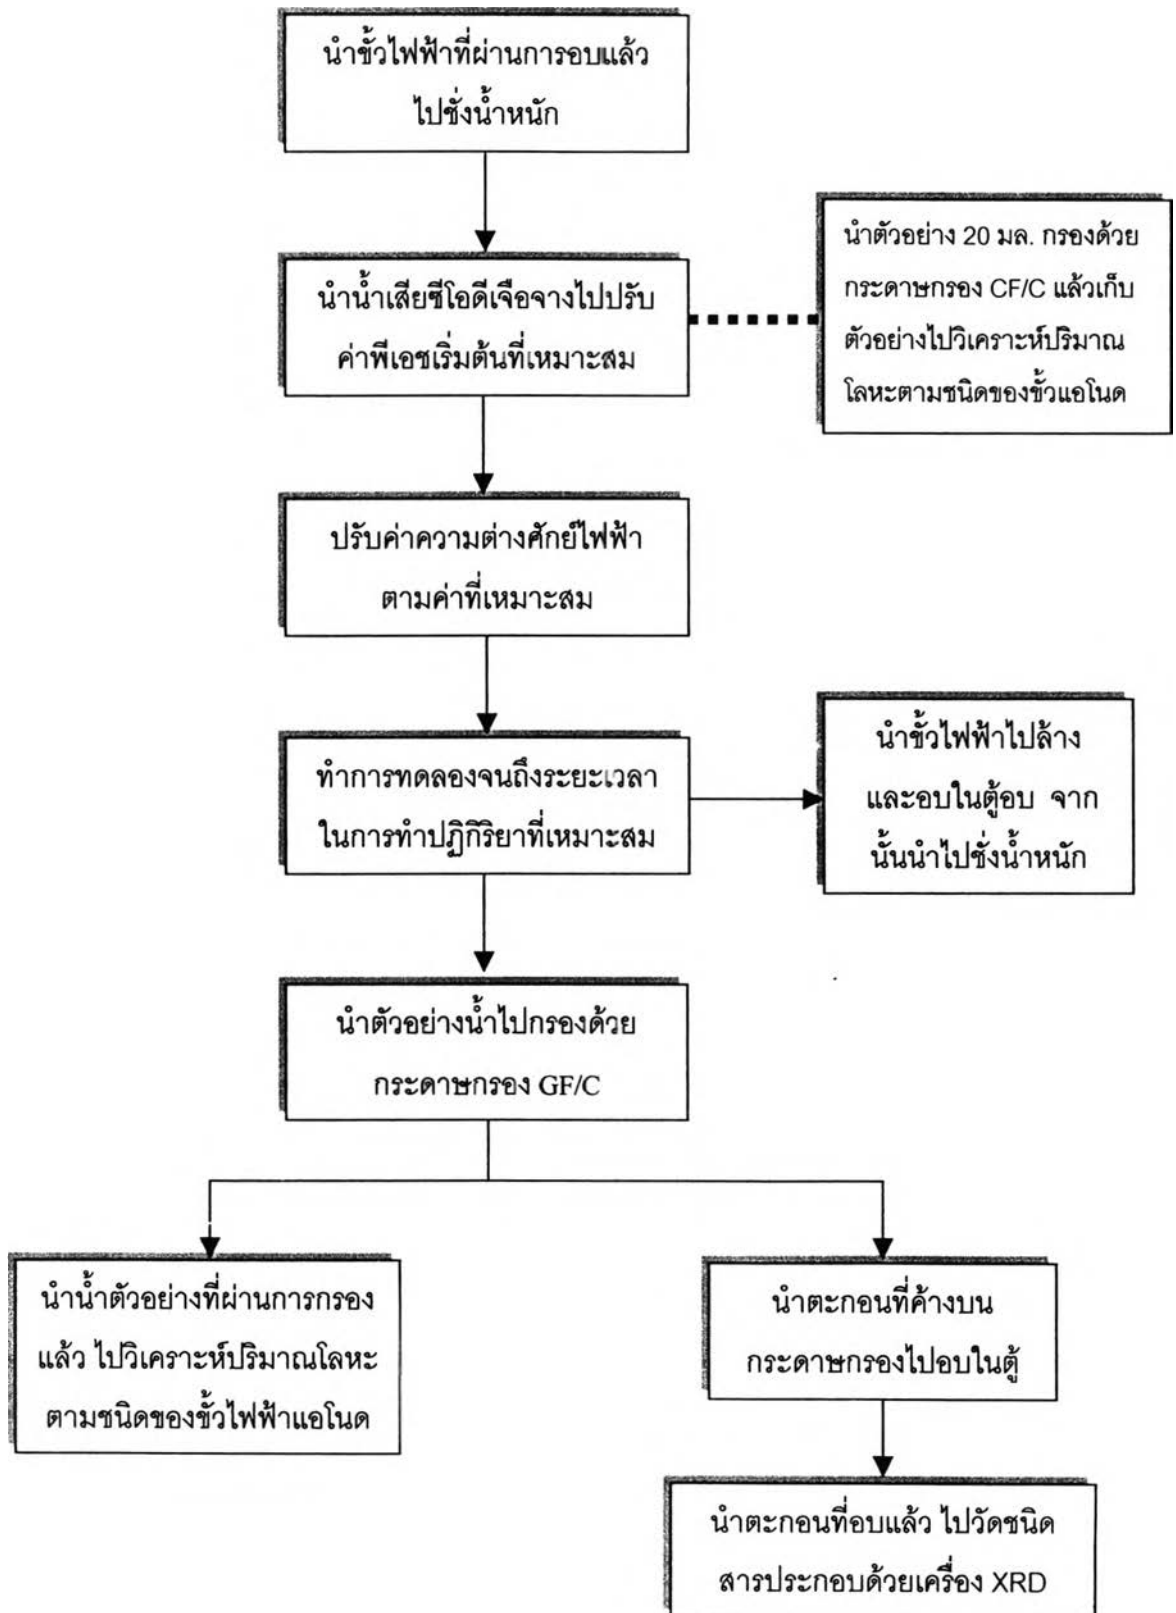 นำขั้วไฟฟ้าที่ผ่านการอบแล้ว
ไปชั่งน้ำหนัก
นำน้ำเสียซีโอดีเจือจางไปปรับ
ค่าพีเอชเริ่มต้นที่เหมาะสม
นำตัวอย่าง 20 มล. กรองด้วย
กระดาษกรอง CF/C แล้วเก็บ
ตัวอย่างไปวิเคราะห์ปริมาณ
โลหะตามชนิดของขั้วแอโนด
ปรับค่าความต่างศักย์ไฟฟ้า
ตามค่าที่เหมาะสม
ทำการทดลองจนถึงระยะเวลา
ในการทำปฏิกิริยาที่เหมาะสม
นำขั้วไฟฟ้าไปล้าง
และอบในตู้อบ จาก
นั้นนำไปชั่งน้ำหนัก
นำตัวอย่างน้ำไปกรองด้วย
กระดาษกรอง GF/C
นำน้ำตัวอย่างที่ผ่านการกรอง
แล้ว ไปวิเคราะห์ปริมาณโลหะ
ตามชนิดของขั้วไฟฟ้าแอโนด
นำตะกอนที่ค้างบน
กระดาษกรองไปอบในตู้
นำตะกอนที่อบแล้ว ไปวัดชนิด
สารประกอบด้วยเครื่อง XRD